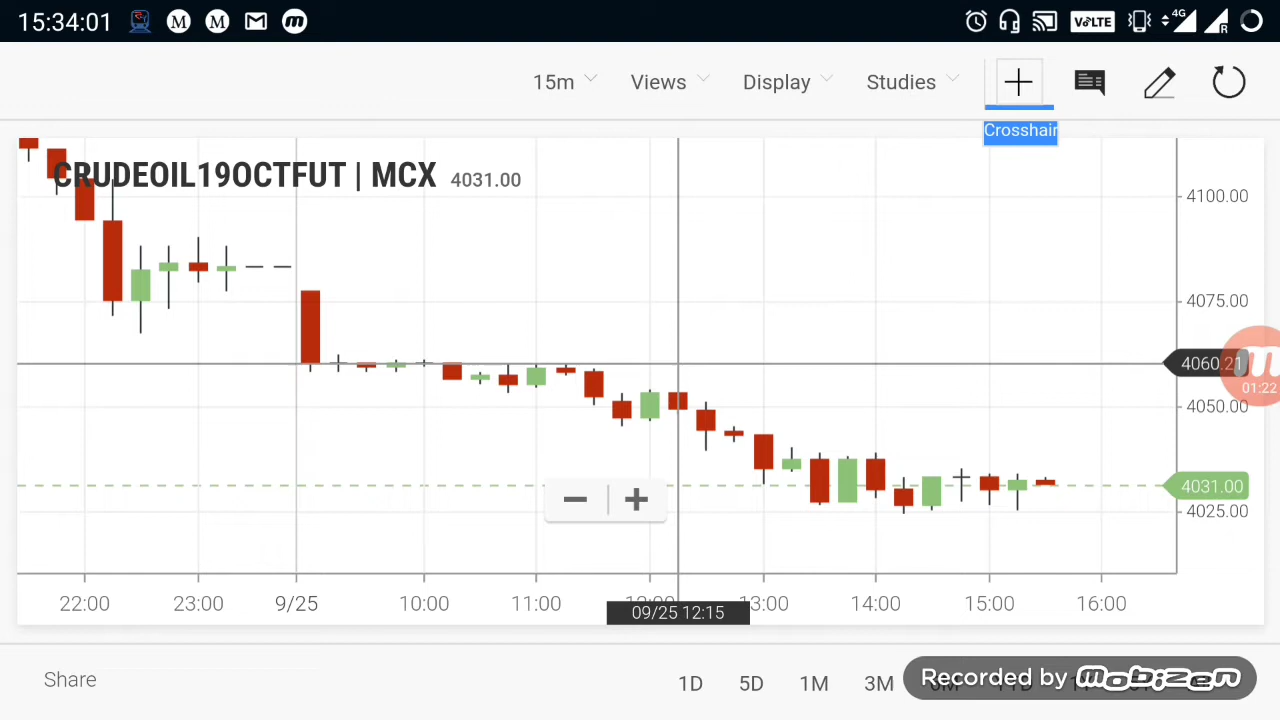 15:34:01 M M M m 4G VoLTE R
15m Views Display Studies
Crosshair
CRUDEOIL19OCTFUT | MCX 4031.00
4100.00
4075.00
4060.21
01:22
4050.00
4031.00
4025.00
22:00 23:00 9/25 10:00 11:00 13:00 14:00 15:00 16:00
09/25 12:15
Share 1D 5D 1M 3M
Recorded by mobizen